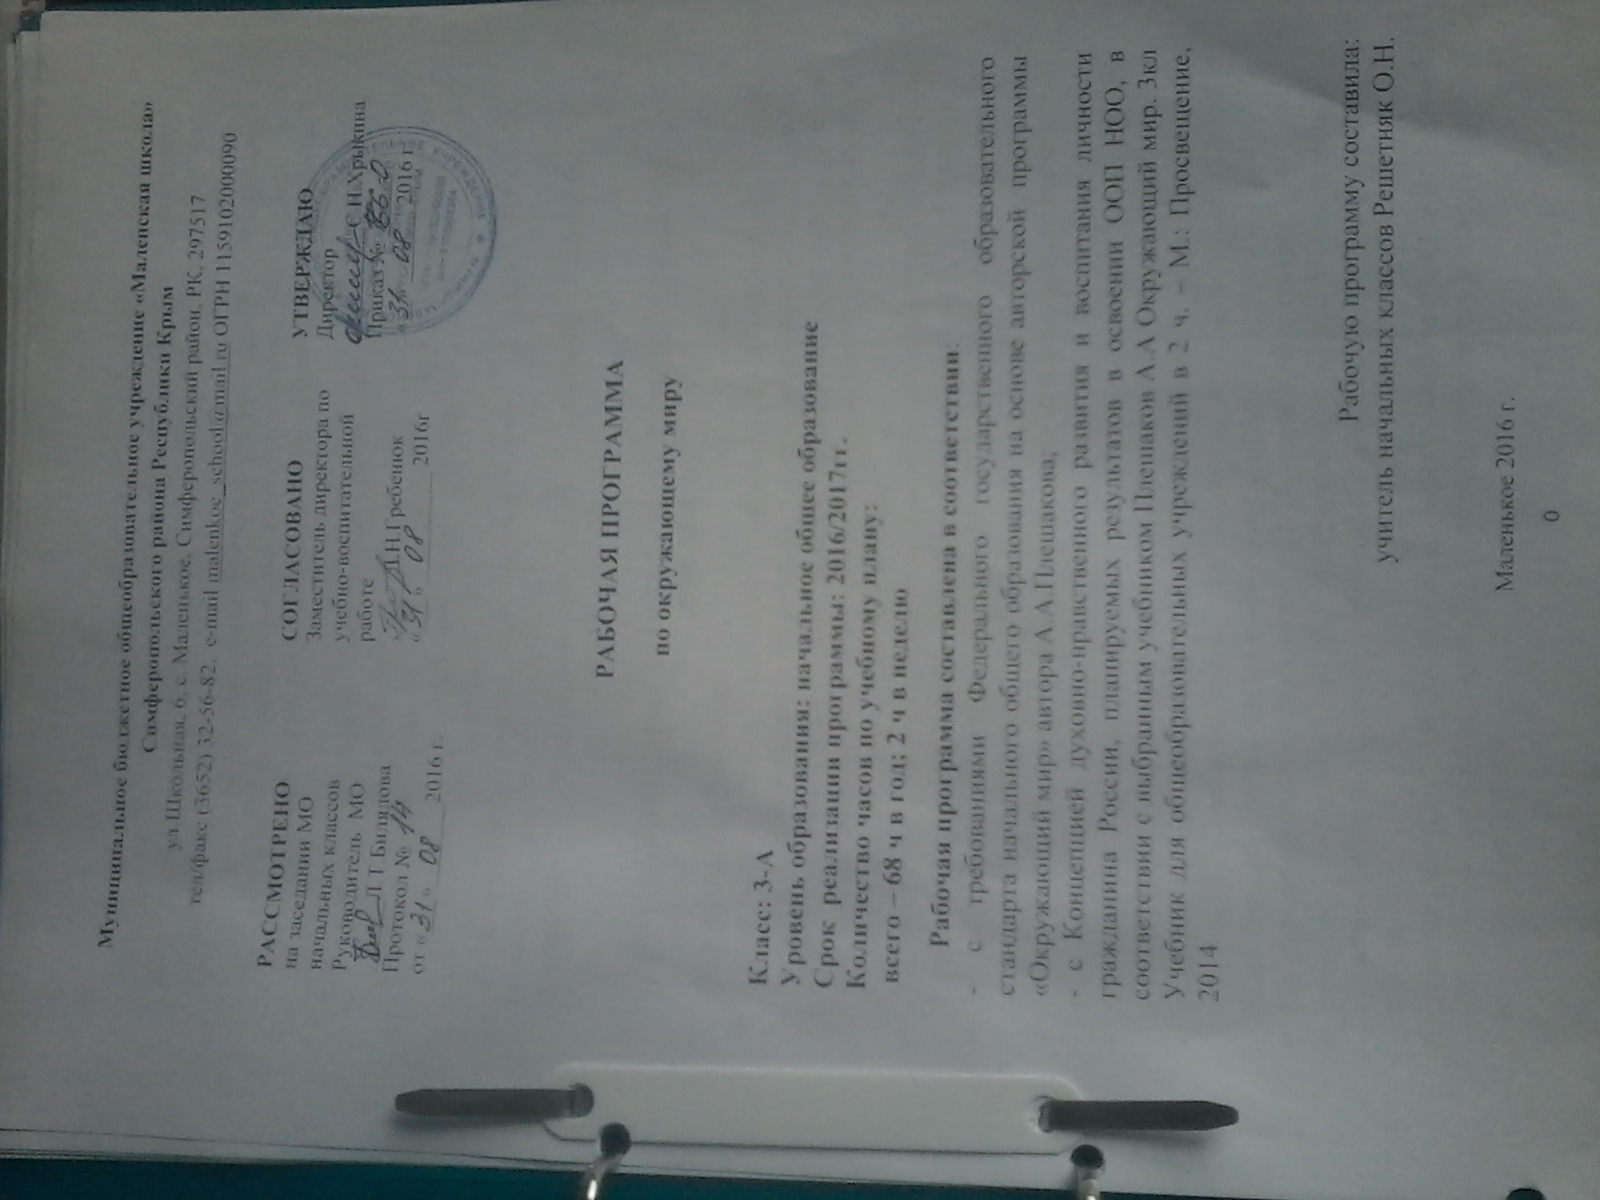 Муниципальное бюджетное общеобразовательное учреждение «Маленская школа»
Симферопольского района Республики Крым
ул Школьная, 6, с. Маленькое, Симферопольский район, РК, 297517
тел/факс (3652) 32-56-82, e-mail malenkoe_school@mail.ru ОГРН 1159102000090
РАССМОТРЕНО
на заседании МО
начальных классов
Руководитель МО
Л Т Билядова
Протокол № 14
от «31» 08 2016 г.
СОГЛАСОВАНО
Заместитель директора по
учебно-воспитательной
работе
Д.Н.Гребенюк
«31» 08 2016г
УТВЕРЖДАЮ
Директор
С.Н.Хрыкина
Приказ №
«31» 08 2016 г
РАБОЧАЯ ПРОГРАММА
по окружающему миру
Класс: 3-А
Уровень образования: начальное общее образование
Срок реализации программы: 2016/2017гг.
Количество часов по учебному плану:
всего – 68 ч в год; 2 ч в неделю
Рабочая программа составлена в соответствии:
- с требованиями Федерального государственного образовательного
стандарта начального общего образования на основе авторской программы
«Окружающий мир» автора А.А.Плешакова;
- с Концепцией духовно-нравственного развития и воспитания личности
гражданина России, планируемых результатов в освоении ООП НОО, в
соответствии с выбранным учебником Плешаков А.А Окружающий мир. 3кл
Учебник для общеобразовательных учреждений в 2 ч. – М.: Просвещение,
2014
Рабочую программу составила:
учитель начальных классов Решетняк О.Н.
Маленькое 2016 г.
0